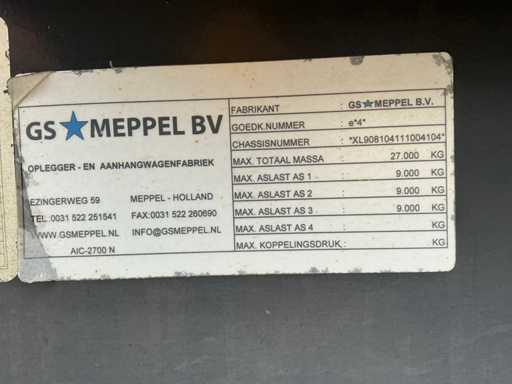 GS★MEPPEL BV
OPLEGGER - EN AANHANGWAGENFABRIEK
EZINGERWEG 59 MEPPEL - HOLLAND
TEL :0031 522 251541 FAX:0031 522 260690
WWW.GSMEPPEL.NL INFO@GSMEPPEL.NL
AIC-2700 N
FABRIKANT : GS★MEPPEL B.V.
GOEDK.NUMMER : e*4*
CHASSISNUMMER : *XL908104111004104*
MAX. TOTAAL MASSA : 27.000 KG
MAX. ASLAST AS 1 : 9.000 KG
MAX. ASLAST AS 2 : 9.000 KG
MAX. ASLAST AS 3 : 9.000 KG
MAX. ASLAST AS 4 : KG
MAX. KOPPELINGSDRUK : KG